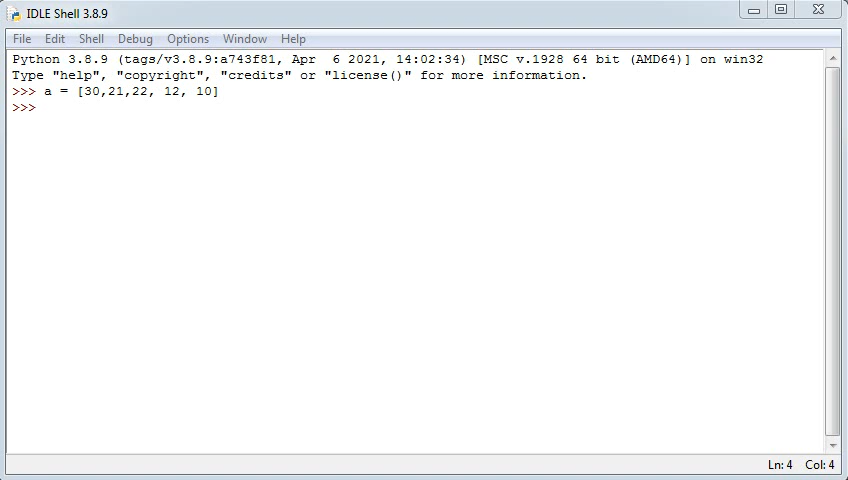 IDLE Shell 3.8.9
File Edit Shell Debug Options Window Help
Python 3.8.9 (tags/v3.8.9:a743f81, Apr  6 2021, 14:02:34) [MSC v.1928 64 bit (AMD64)] on win32
Type "help", "copyright", "credits" or "license()" for more information.
>>> a = [30,21,22, 12, 10]
>>>
Ln: 4 Col: 4